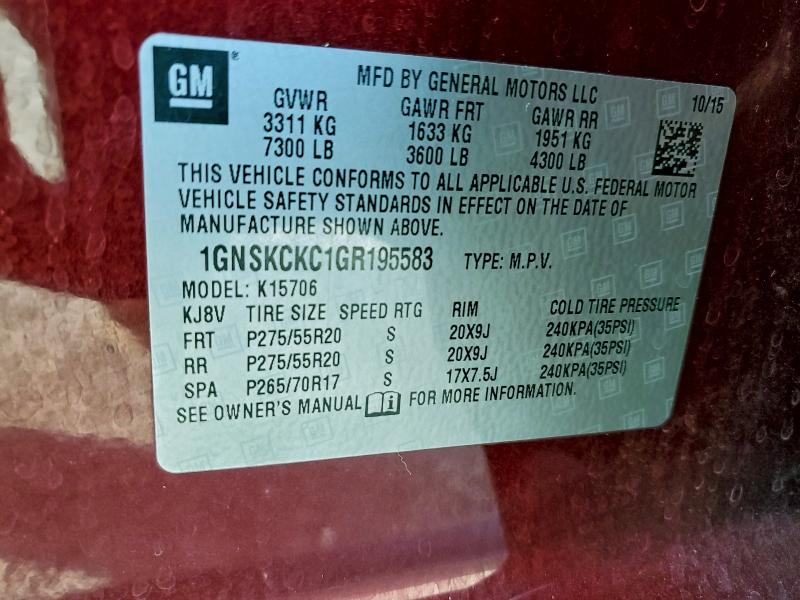 GM
MFD BY GENERAL MOTORS LLC 10/15
GVWR GAWR FRT GAWR RR
3311 KG 1633 KG 1951 KG
7300 LB 3600 LB 4300 LB
THIS VEHICLE CONFORMS TO ALL APPLICABLE U.S. FEDERAL MOTOR
VEHICLE SAFETY STANDARDS IN EFFECT ON THE DATE OF
MANUFACTURE SHOWN ABOVE.
1GNSKCKC1GR195583 TYPE: M.P.V.
MODEL: K15706
KJ8V TIRE SIZE SPEED RTG RIM COLD TIRE PRESSURE
FRT P275/55R20 S 20X9J 240KPA(35PSI)
RR P275/55R20 S 20X9J 240KPA(35PSI)
SPA P265/70R17 S 17X7.5J 240KPA(35PSI)
SEE OWNER'S MANUAL i FOR MORE INFORMATION.